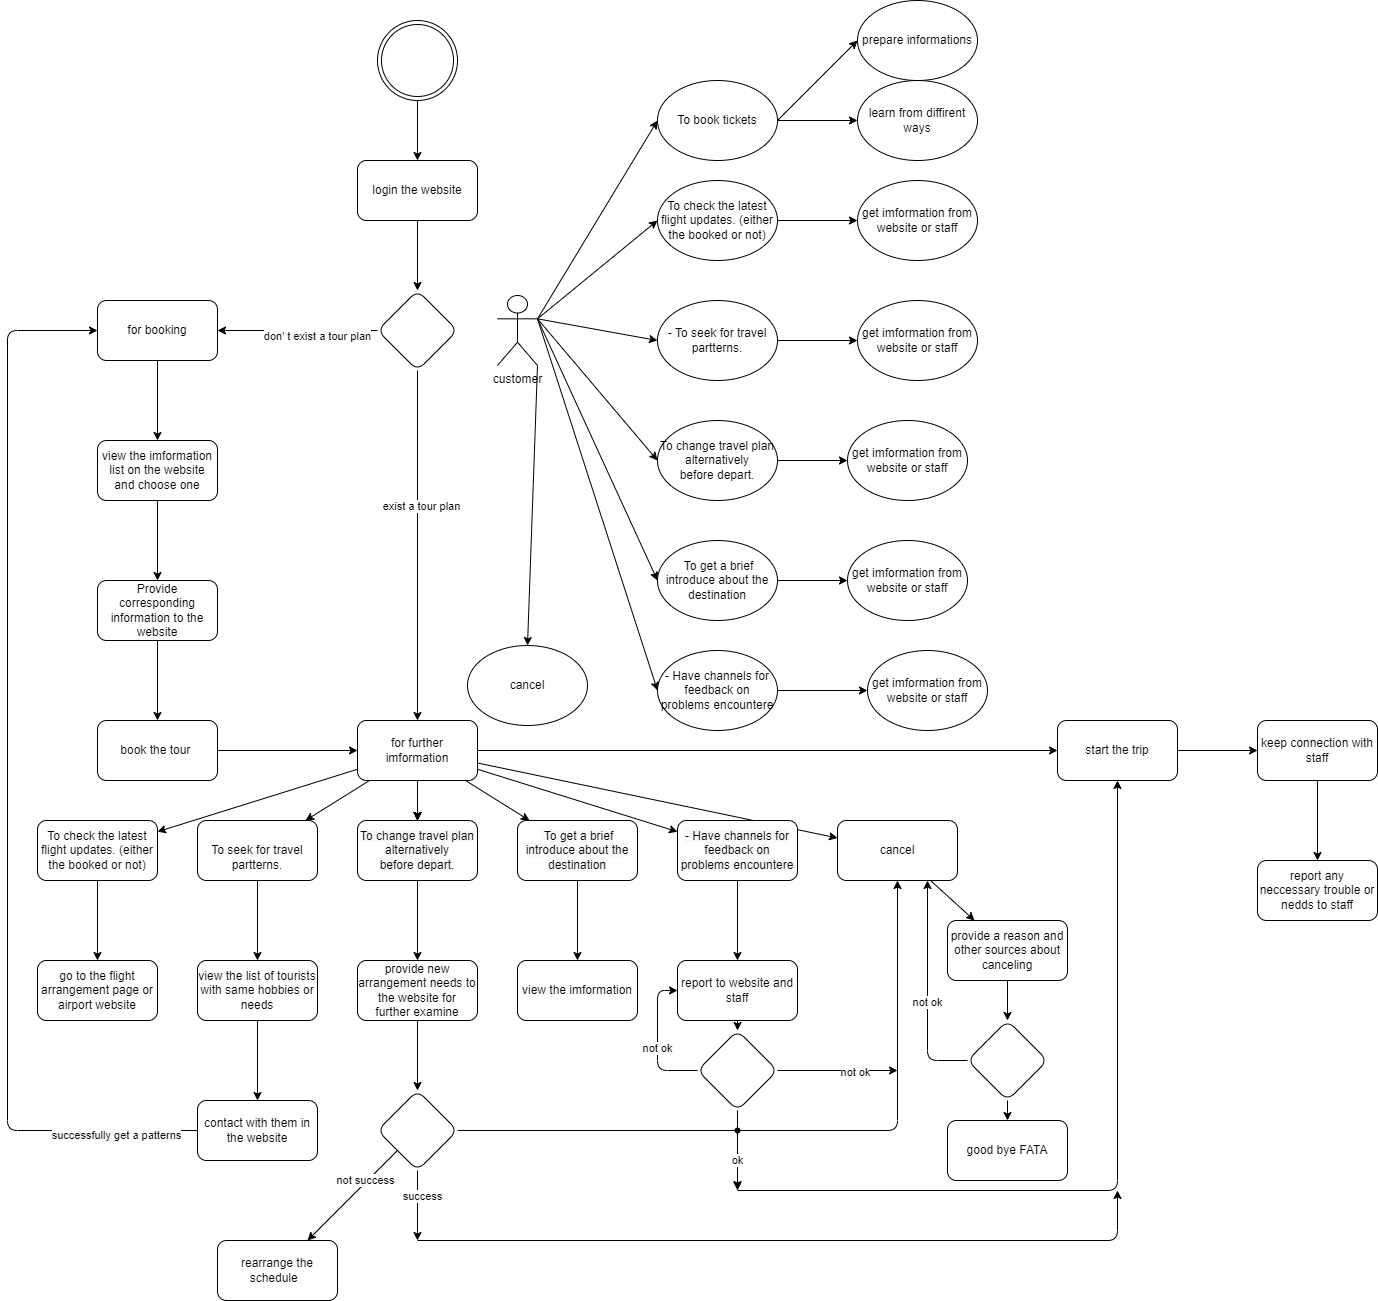 prepare informations
To book tickets
learn from diffirent
ways
login the website
To check the latest
flight updates. (either
the booked or not)
get imformation from
website or staff
for booking
don' t exist a tour plan
- To seek for travel
partterns.
get imformation from
website or staff
customer
view the imformation
list on the website
and choose one
To change travel plan
alternatively
before depart.
get imformation from
website or staff
exist a tour plan
Provide
corresponding
information to the
website
To get a brief
introduce about the
destination
get imformation from
website or staff
cancel
- Have channels for
feedback on
problems encountere
get imformation from
website or staff
book the tour
for further
imformation
start the trip
keep connection with
staff
To check the latest
flight updates. (either
the booked or not)
To seek for travel
partterns.
To change travel plan
alternatively
before depart.
To get a brief
introduce about the
destination
- Have channels for
feedback on
problems encountere
cancel
report any
neccessary trouble or
nedds to staff
go to the flight
arrangement page or
airport website
view the list of tourists
with same hobbies or
needs
provide new
arrangement needs to
the website for
further examine
view the imformation
report to website and
staff
provide a reason and
other sources about
canceling
not ok
not ok
not ok
contact with them in
the website
successfully get a patterns
good bye FATA
ok
not success
success
rearrange the
schedule